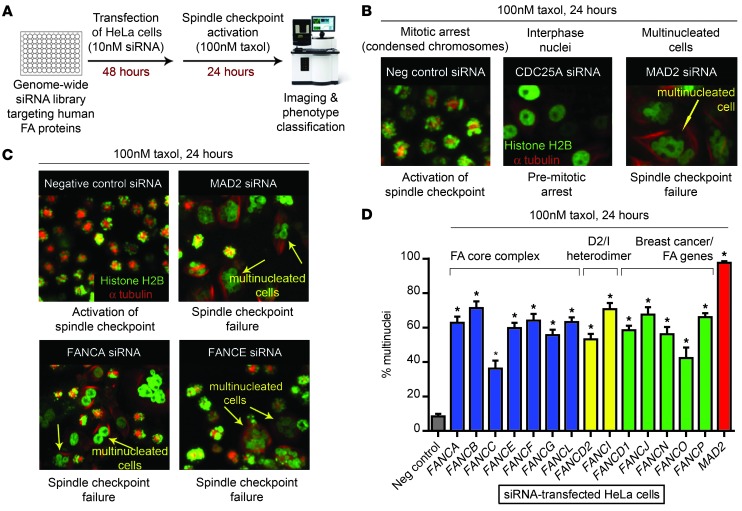 A
Transfection
of HeLa cells
(10nM siRNA)
48 hours
Spindle checkpoint
activation
(100nM taxol)
24 hours
Genome-wide
siRNA library
targeting human
FA proteins
Imaging &
phenotype
classification
B
100nM taxol, 24 hours
Mitotic arrest
(condensed chromosomes)
Interphase
nuclei
Multinucleated
cells
Neg control siRNA
CDC25A siRNA
MAD2 siRNA
multinucleated
cell
Histone H2B
α tubulin
Histone H2B
α tubulin
Activation of
spindle checkpoint
Pre-mitotic
arrest
Spindle checkpoint
failure
C
100nM taxol, 24 hours
Negative control siRNA
MAD2 siRNA
Histone H2B
α tubulin
multinucleated
cells
Activation of
spindle checkpoint
Spindle checkpoint
failure
FANCA siRNA
FANCE siRNA
multinucleated
cells
multinucleated
cells
Spindle checkpoint
failure
Spindle checkpoint
failure
D
100nM taxol, 24 hours
FA core complex
D2/I
heterodimer
Breast cancer/
FA genes
% multinuclei
100
80
60
40
20
0
* * * * * * * * * * * * * * *
Neg control
FANCA
FANCB
FANCC
FANCE
FANCF
FANCG
FANCL
FANCD2
FANCI
FANCD1
FANCJ
FANCN
FANCO
FANCP
MAD2
siRNA-transfected HeLa cells